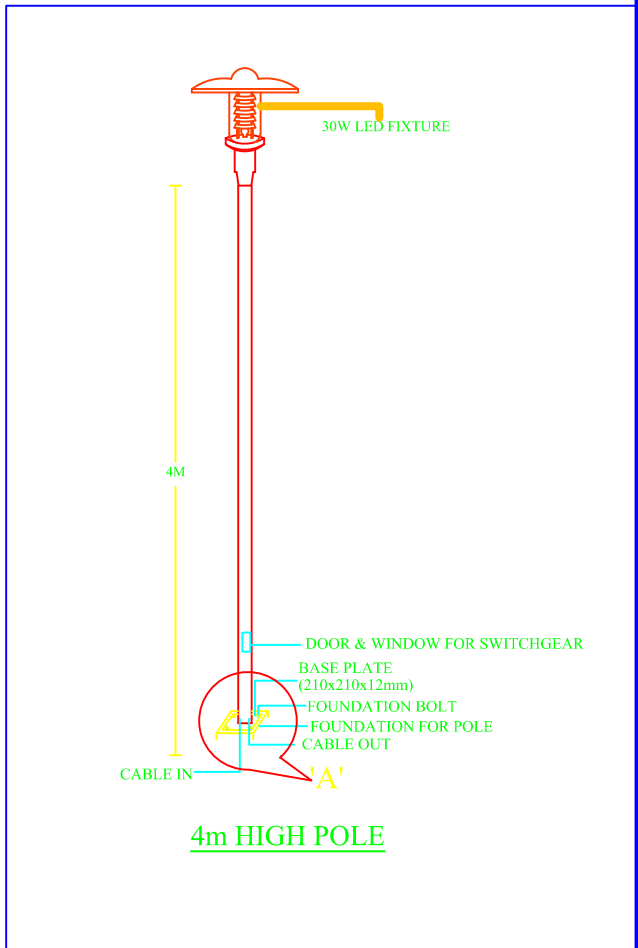 30W LED FIXTURE
4M
DOOR & WINDOW FOR SWITCHGEAR
BASE PLATE
(210x210x12mm)
FOUNDATION BOLT
FOUNDATION FOR POLE
CABLE OUT
CABLE IN
'A'
4m HIGH POLE